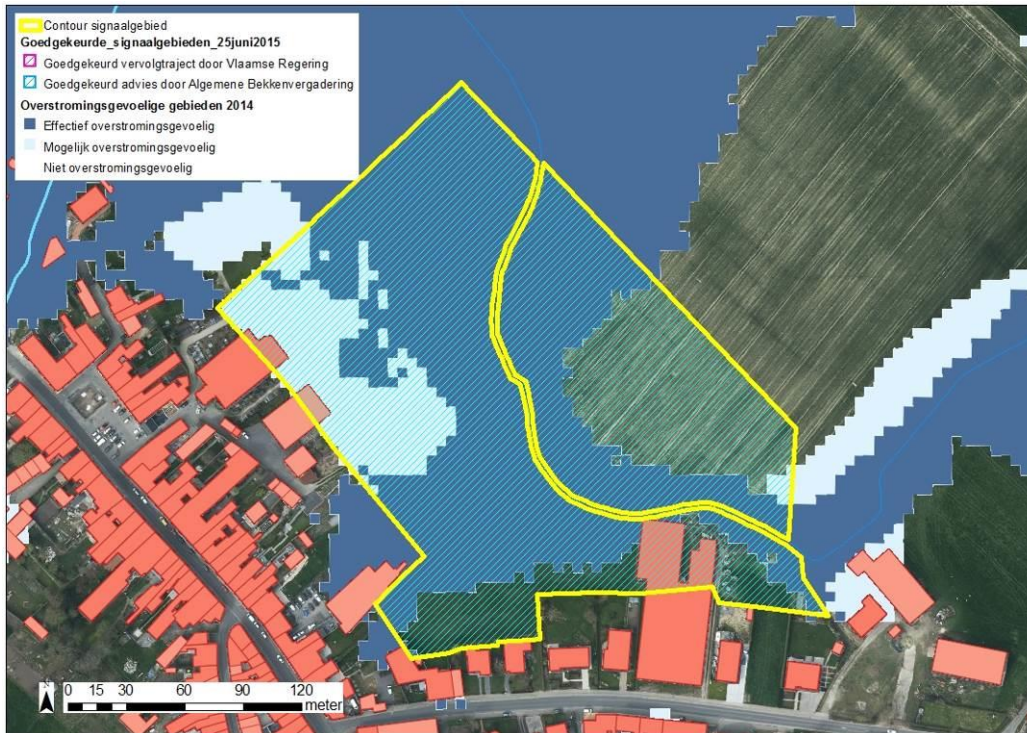 Contour signaalgebied
Goedgekeurde_signaalgebieden_25juni2015
Goedgekeurd vervolgtraject door Vlaamse Regering
Goedgekeurd advies door Algemene Bekkenvergadering
Overstromingsgevoelige gebieden 2014
Effectief overstromingsgevoelig
Mogelijk overstromingsgevoelig
Niet overstromingsgevoelig
0 15 30 60 90 120
meter